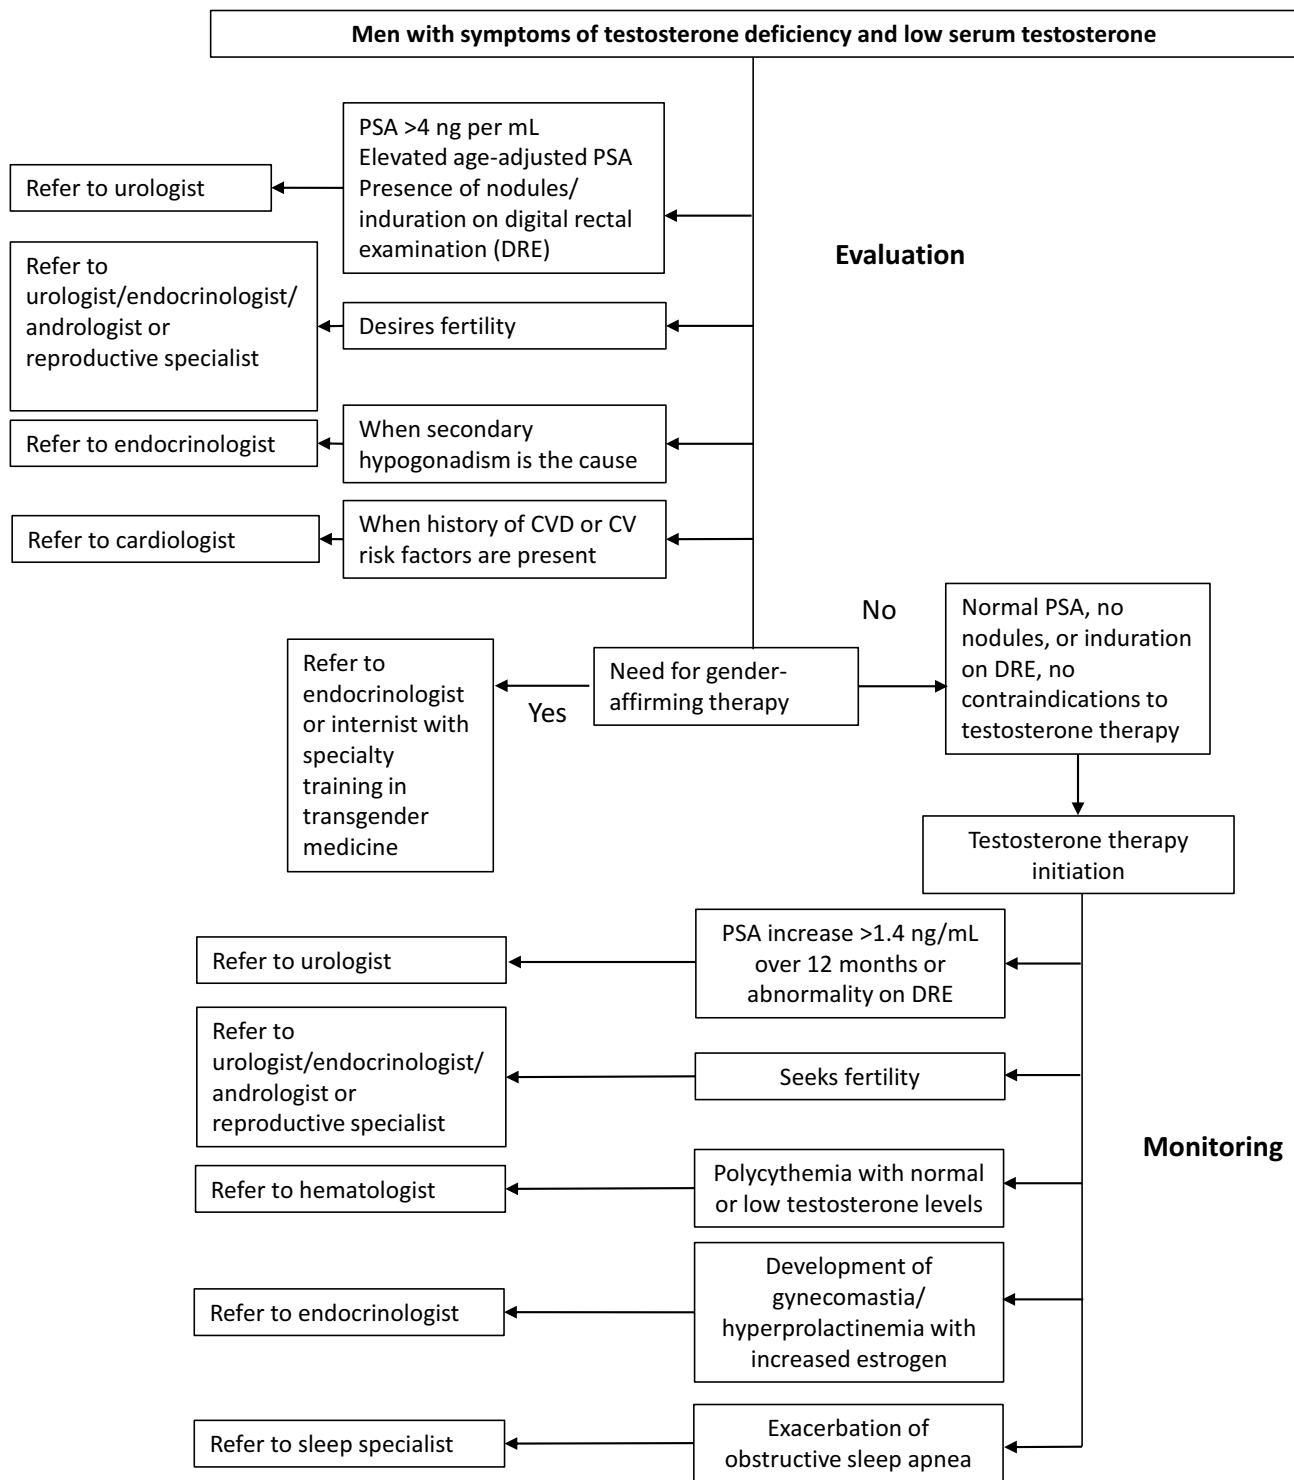 Men with symptoms of testosterone deficiency and low serum testosterone
PSA >4 ng per mL
Elevated age-adjusted PSA
Presence of nodules/
induration on digital rectal
examination (DRE)
Refer to urologist
Evaluation
Refer to
urologist/endocrinologist/
andrologist or
reproductive specialist
Desires fertility
Refer to endocrinologist
When secondary
hypogonadism is the cause
Refer to cardiologist
When history of CVD or CV
risk factors are present
No
Normal PSA, no
nodules, or induration
on DRE, no
contraindications to
testosterone therapy
Need for gender-
affirming therapy
Yes
Refer to
endocrinologist
or internist with
specialty
training in
transgender
medicine
Testosterone therapy
initiation
PSA increase >1.4 ng/mL
over 12 months or
abnormality on DRE
Refer to urologist
Refer to
urologist/endocrinologist/
andrologist or
reproductive specialist
Seeks fertility
Monitoring
Refer to hematologist
Polycythemia with normal
or low testosterone levels
Refer to endocrinologist
Development of
gynecomastia/
hyperprolactinemia with
increased estrogen
Refer to sleep specialist
Exacerbation of
obstructive sleep apnea